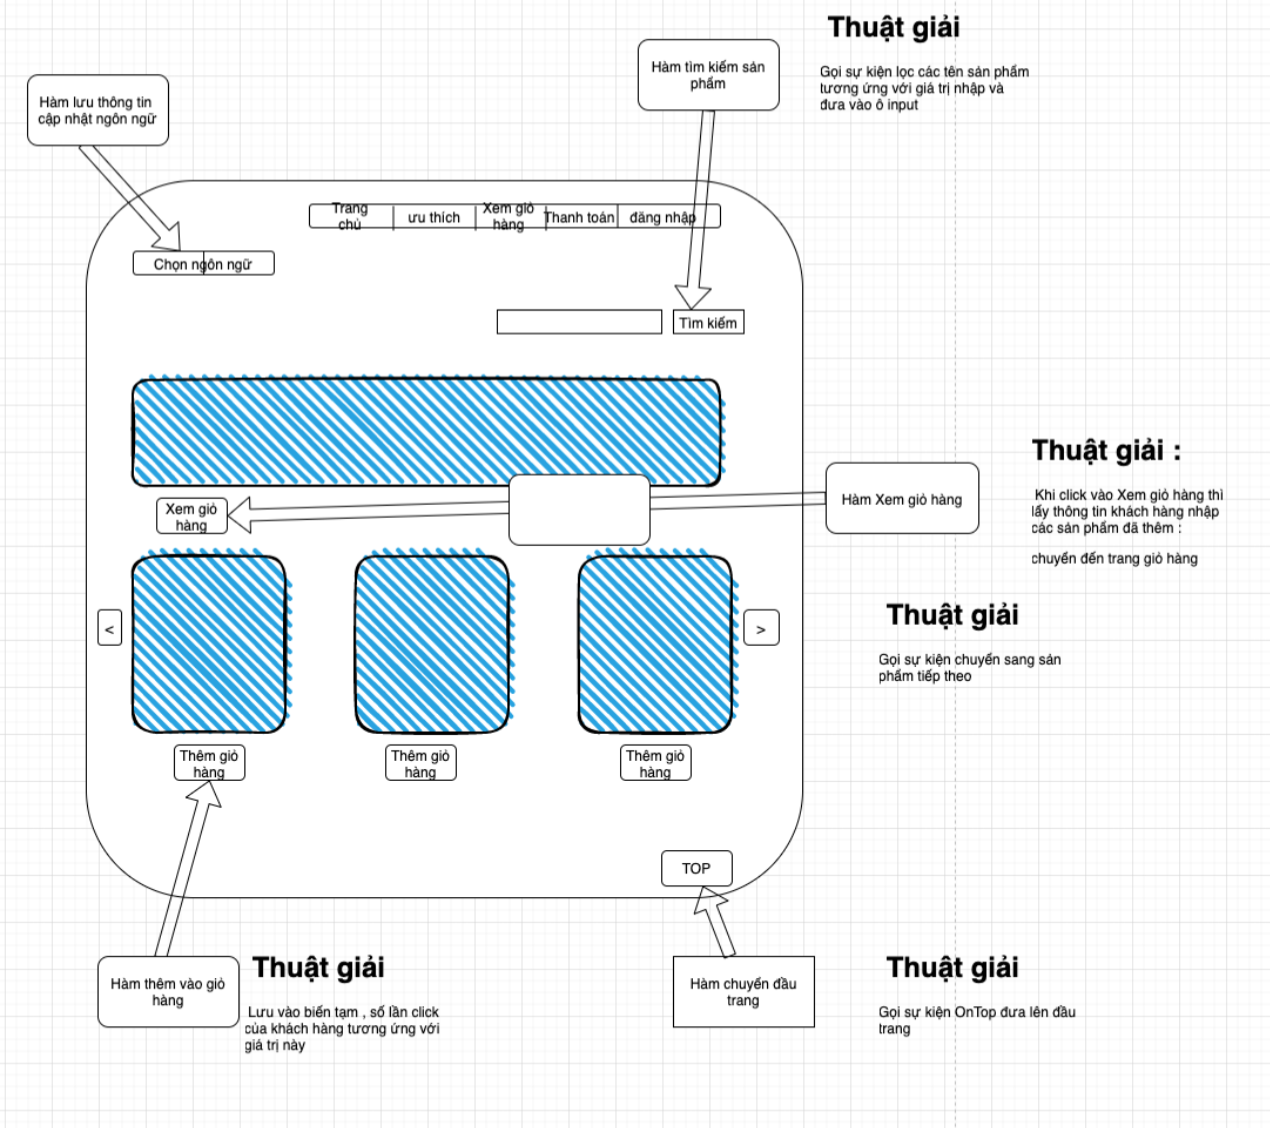 Thuật giải
Hàm tìm kiếm sản
phẩm
Gọi sự kiện lọc các tên sản phẩm
tương ứng với giá trị nhập và
đưa vào ô input
Hàm lưu thông tin
cập nhật ngôn ngữ
Trang
chủ
ưu thích
Xem giỏ
hàng
Thanh toán
đăng nhập
Chọn ngôn ngữ
Tìm kiếm
Thuật giải :
Khi click vào Xem giỏ hàng thì
lấy thông tin khách hàng nhập
các sản phẩm đã thêm :
chuyển đến trang giỏ hàng
Hàm Xem giỏ hàng
Xem giỏ
hàng
Thuật giải
Gọi sự kiện chuyển sang sản
phẩm tiếp theo
<
>
Thêm giỏ
hàng
Thêm giỏ
hàng
Thêm giỏ
hàng
TOP
Hàm thêm vào giỏ
hàng
Thuật giải
Lưu vào biến tạm , số lần click
của khách hàng tương ứng với
giá trị này
Hàm chuyển đầu
trang
Thuật giải
Gọi sự kiện OnTop đưa lên đầu
trang